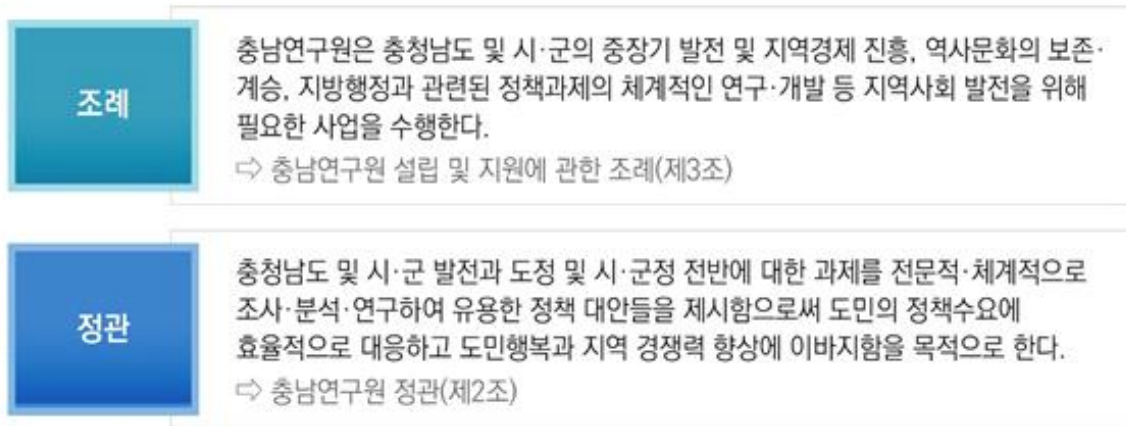 조례
충남연구원은 충청남도 및 시·군의 중장기 발전 및 지역경제 진흥, 역사문화의 보존·
계승, 지방행정과 관련된 정책과제의 체계적인 연구·개발 등 지역사회 발전을 위해
필요한 사업을 수행한다.
⇨ 충남연구원 설립 및 지원에 관한 조례(제3조)
정관
충청남도 및 시·군 발전과 도정 및 시·군정 전반에 대한 과제를 전문적·체계적으로
조사·분석·연구하여 유용한 정책 대안들을 제시함으로써 도민의 정책수요에
효율적으로 대응하고 도민행복과 지역 경쟁력 향상에 이바지함을 목적으로 한다.
⇨ 충남연구원 정관(제2조)